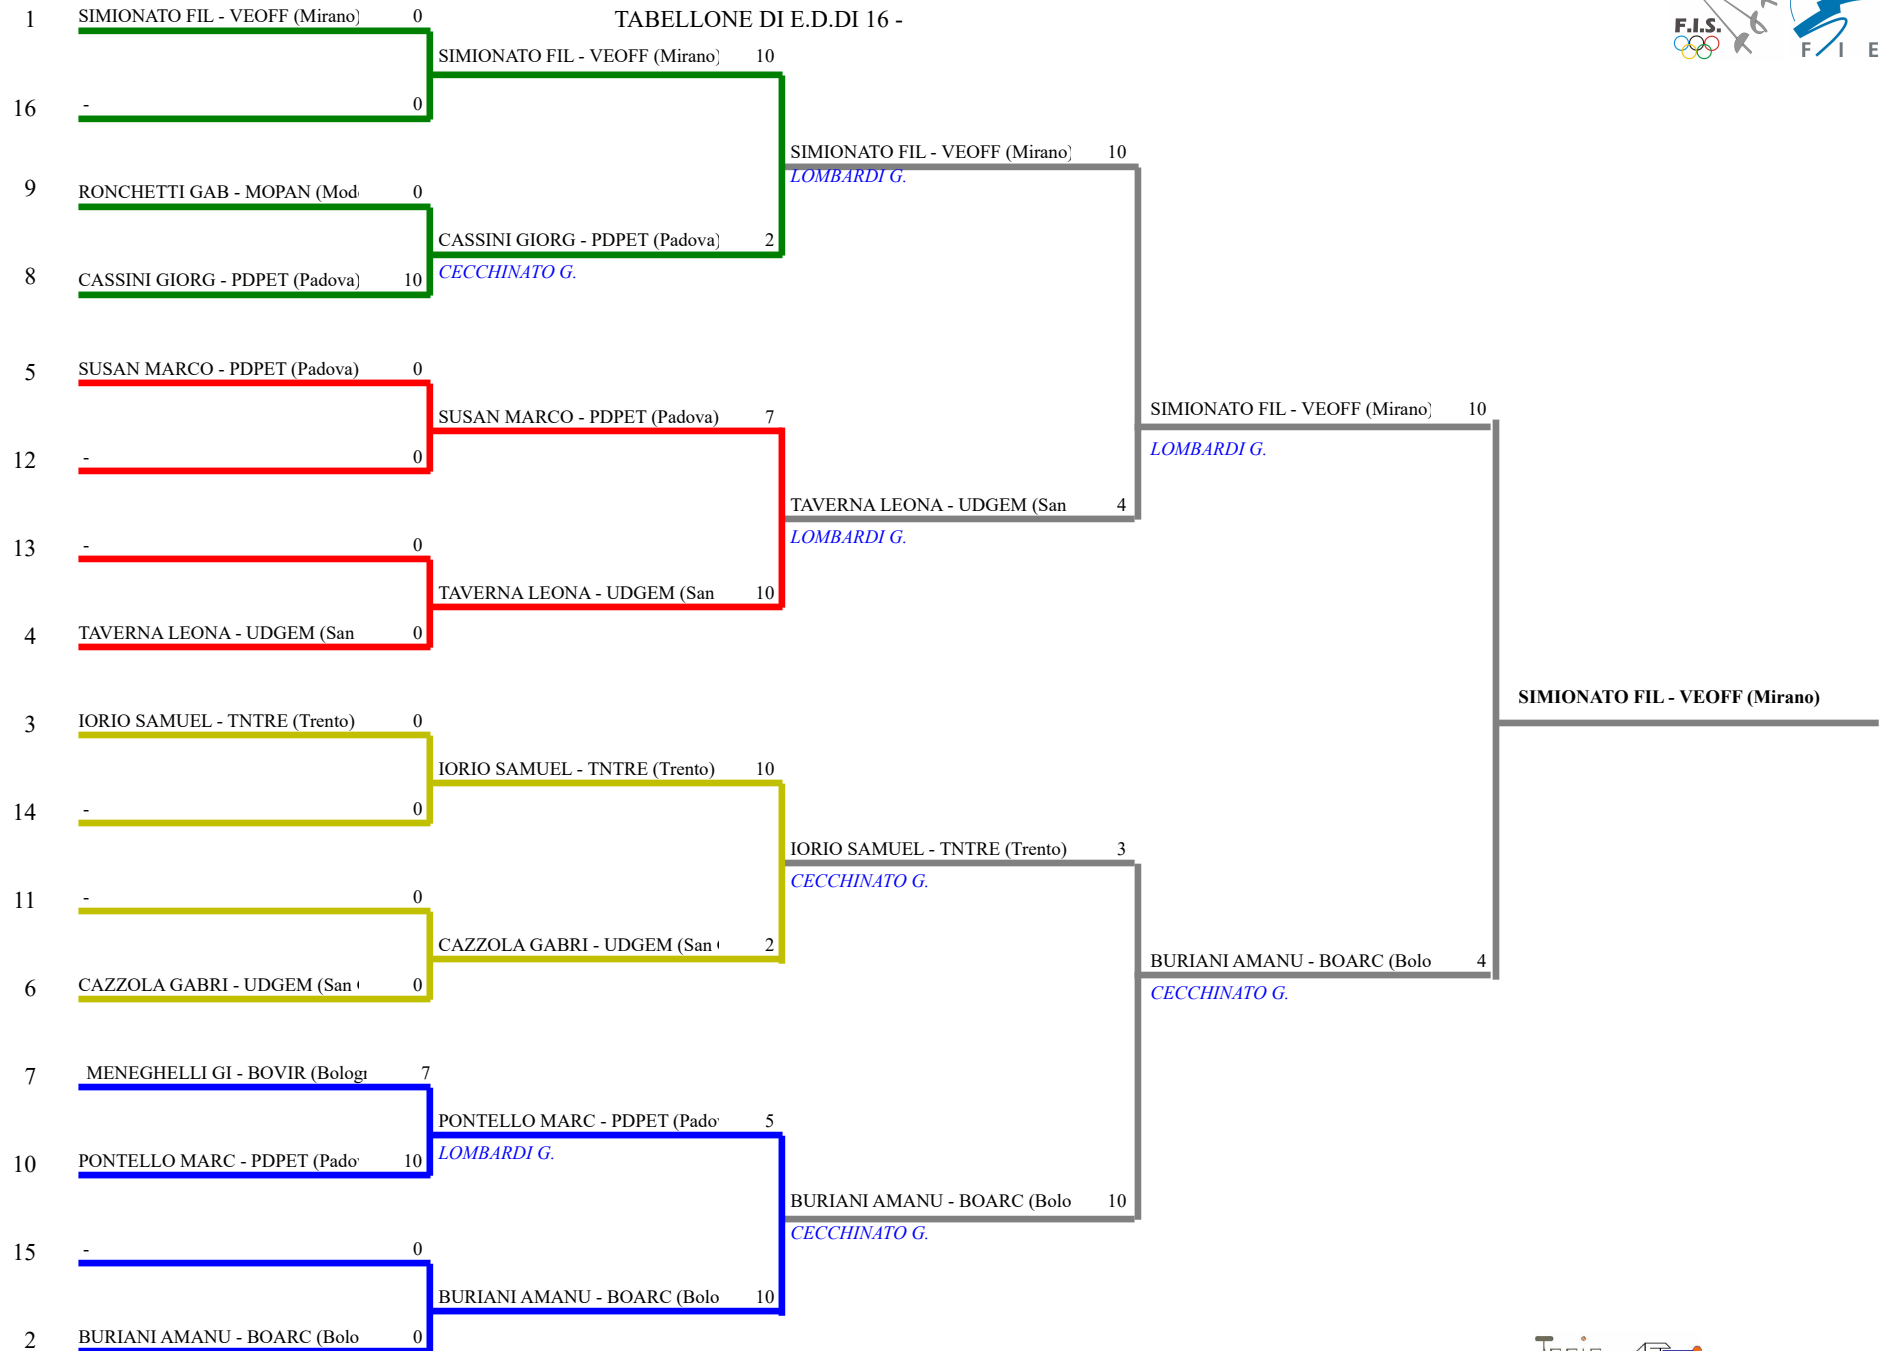 TABELLONE DI E.D.DI 16 -
F.I.S.
F I E
1 SIMIONATO FIL - VEOFF (Mirano) 0
SIMIONATO FIL - VEOFF (Mirano) 10
16 - 0
SIMIONATO FIL - VEOFF (Mirano) 10
LOMBARDI G.
9 RONCHETTI GAB - MOPAN (Mod 0
CASSINI GIORG - PDPET (Padova) 2
CECCHINATO G.
8 CASSINI GIORG - PDPET (Padova) 10
5 SUSAN MARCO - PDPET (Padova) 0
SIMIONATO FIL - VEOFF (Mirano) 10
LOMBARDI G.
SUSAN MARCO - PDPET (Padova) 7
12 - 0
TAVERNA LEONA - UDGEM (San 4
LOMBARDI G.
13 - 0
TAVERNA LEONA - UDGEM (San 10
4 TAVERNA LEONA - UDGEM (San 0
SIMIONATO FIL - VEOFF (Mirano)
3 IORIO SAMUEL - TNTRE (Trento) 0
IORIO SAMUEL - TNTRE (Trento) 10
14 - 0
IORIO SAMUEL - TNTRE (Trento) 3
CECCHINATO G.
11 - 0
CAZZOLA GABRI - UDGEM (San 2
BURIANI AMANU - BOARC (Bolo 4
CECCHINATO G.
6 CAZZOLA GABRI - UDGEM (San 0
7 MENEGHELLI GI - BOVIR (Bolog 7
PONTELLO MARC - PDPET (Pado 5
LOMBARDI G.
10 PONTELLO MARC - PDPET (Pado 10
BURIANI AMANU - BOARC (Bolo 10
CECCHINATO G.
15 - 0
BURIANI AMANU - BOARC (Bolo 10
2 BURIANI AMANU - BOARC (Bolo 0